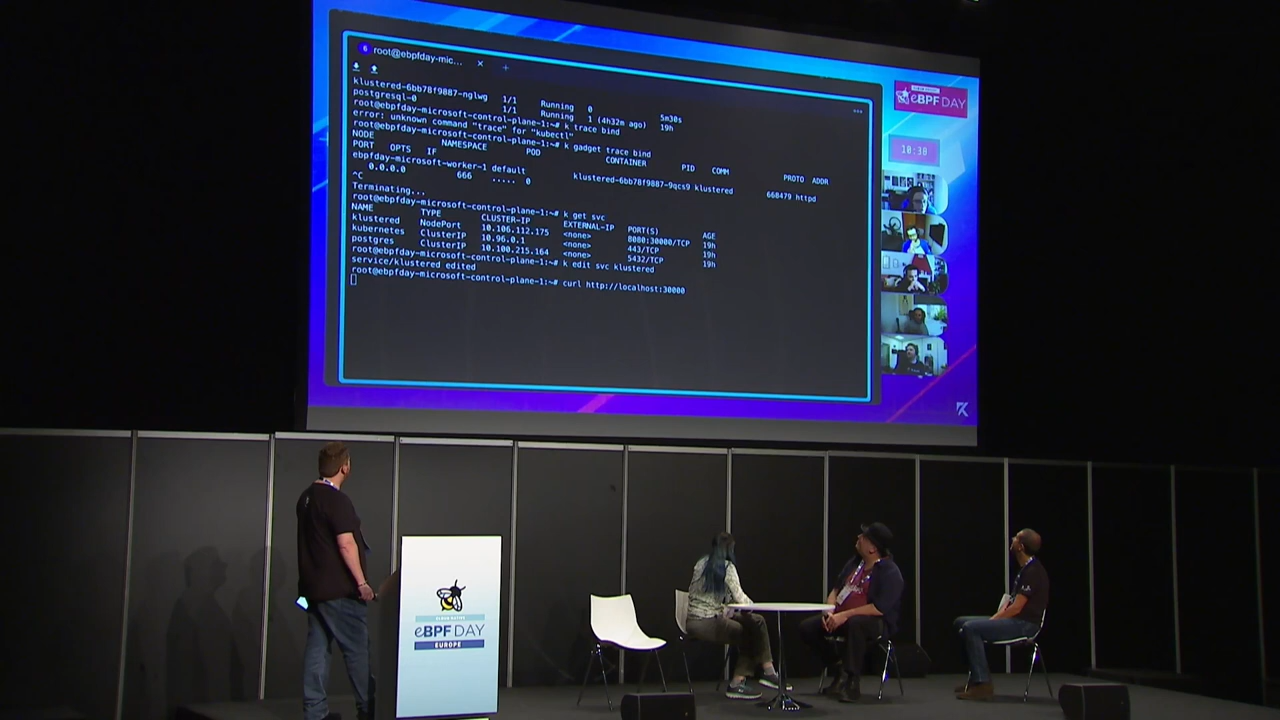 root@ebpfday-mic...
klustered-6bb78f9887-nglwg 1/1 Running 0 5m30s
postgresql-0 1/1 Running 1 (4h32m ago) 19h
root@ebpfday-microsoft-control-plane-1:~# k trace bind
error: unknown command "trace" for "kubectl"
root@ebpfday-microsoft-control-plane-1:~# k gadget trace bind
NODE NAMESPACE POD CONTAINER PID COMM PROTO ADDR
PORT OPTS IF
ebpfday-microsoft-worker-1 default klustered-6bb78f9887-9qcs9 klustered 668479 httpd
0.0.0.0 666 ..... 0
^C
Terminating...
root@ebpfday-microsoft-control-plane-1:~# k get svc
NAME TYPE CLUSTER-IP EXTERNAL-IP PORT(S) AGE
klustered NodePort 10.106.112.175 <none> 8080:30000/TCP 19h
kubernetes ClusterIP 10.96.0.1 <none> 443/TCP 19h
postgres ClusterIP 10.100.215.164 <none> 5432/TCP 19h
root@ebpfday-microsoft-control-plane-1:~# k edit svc klustered
service/klustered edited
root@ebpfday-microsoft-control-plane-1:~# curl http://localhost:30000
eBPF DAY
10:38
CLOUD NATIVE
eBPF DAY
EUROPE